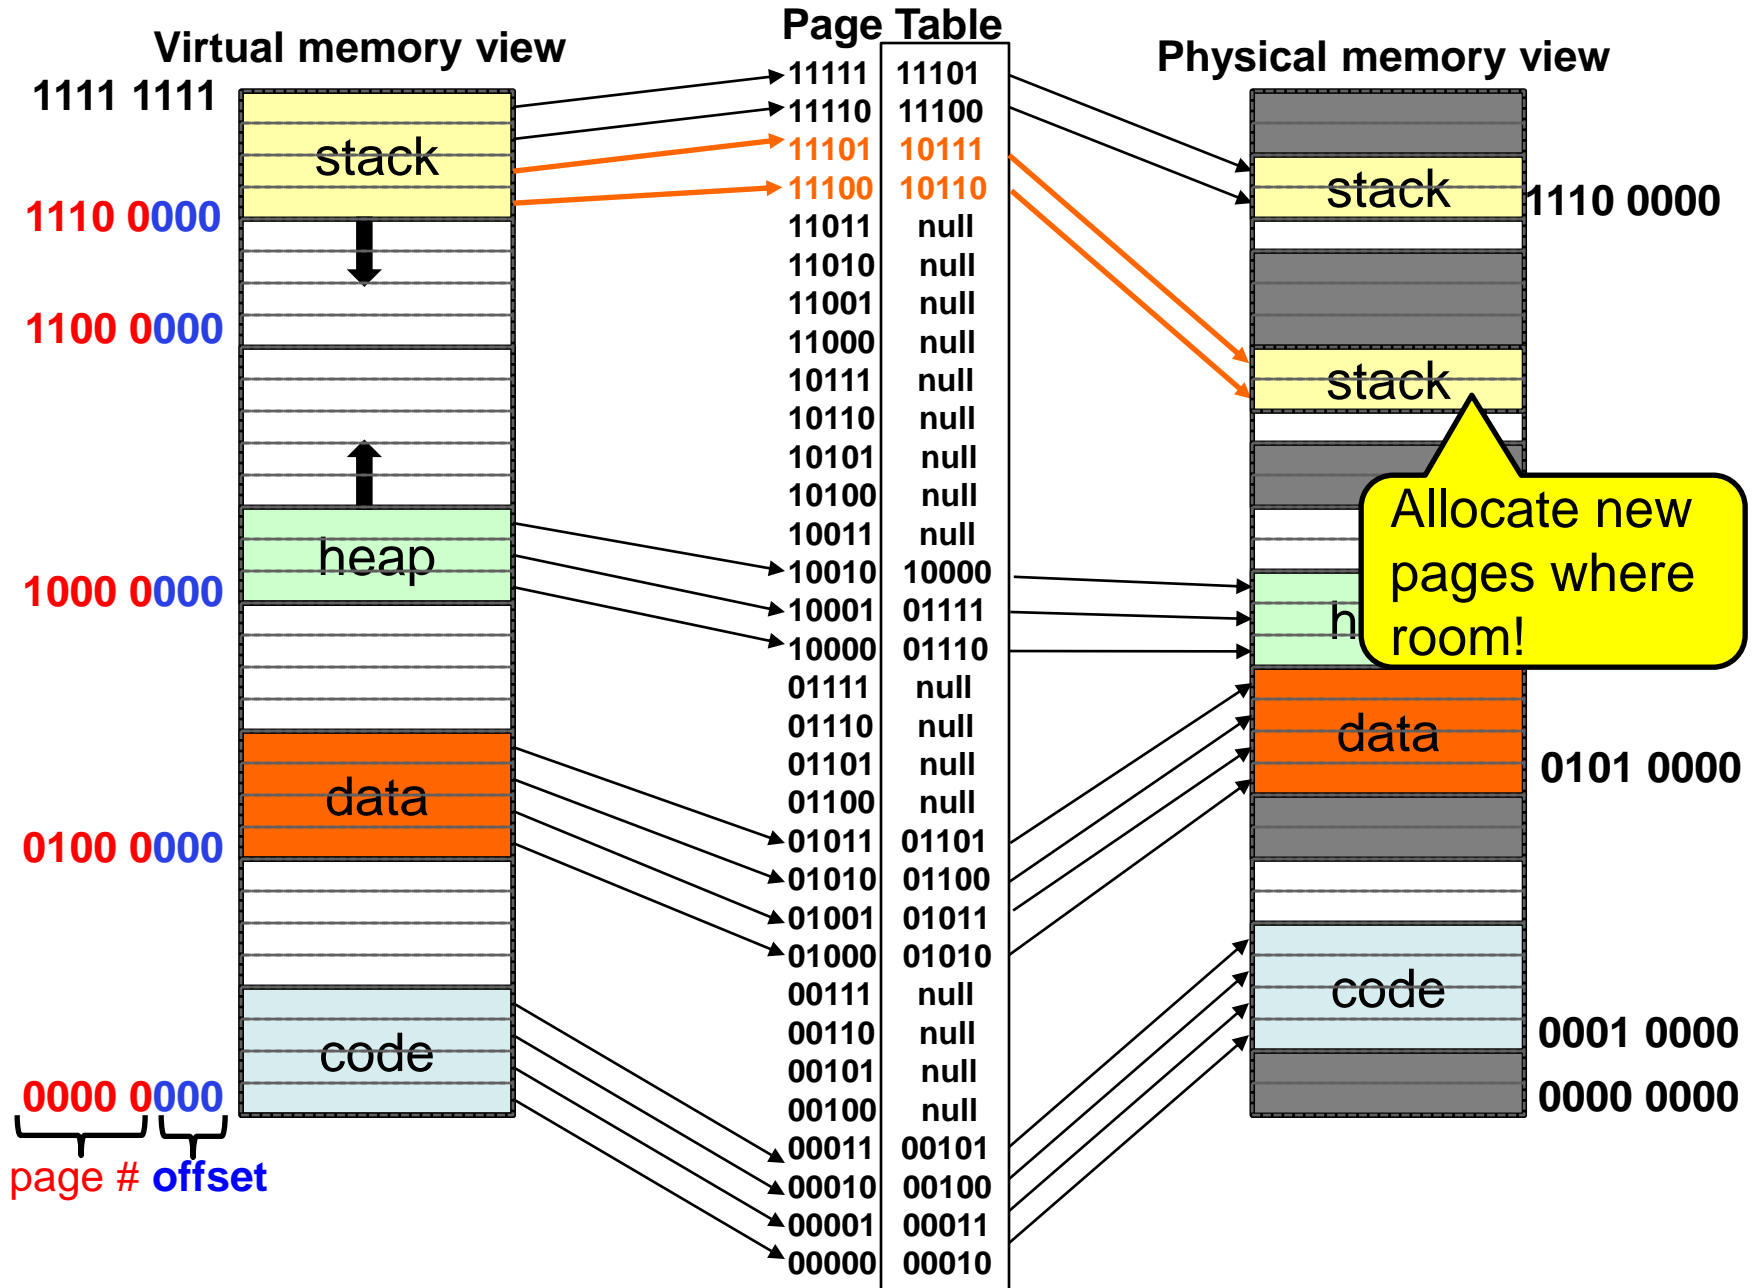 Page Table
Virtual memory view
Physical memory view
1111 1111
stack
1110 0000
1100 0000
heap
1000 0000
data
0100 0000
code
0000 0000
page # offset
11111 11101
11110 11100
11101 10111
11100 10110
11011 null
11010 null
11001 null
11000 null
10111 null
10110 null
10101 null
10100 null
10011 null
10010 10000
10001 01111
10000 01110
01111 null
01110 null
01101 null
01100 null
01011 01101
01010 01100
01001 01011
01000 01010
00111 null
00110 null
00101 null
00100 null
00011 00101
00010 00100
00001 00011
00000 00010
stack
1110 0000
stack
Allocate new
pages where
room!
h
data
0101 0000
code
0001 0000
0000 0000